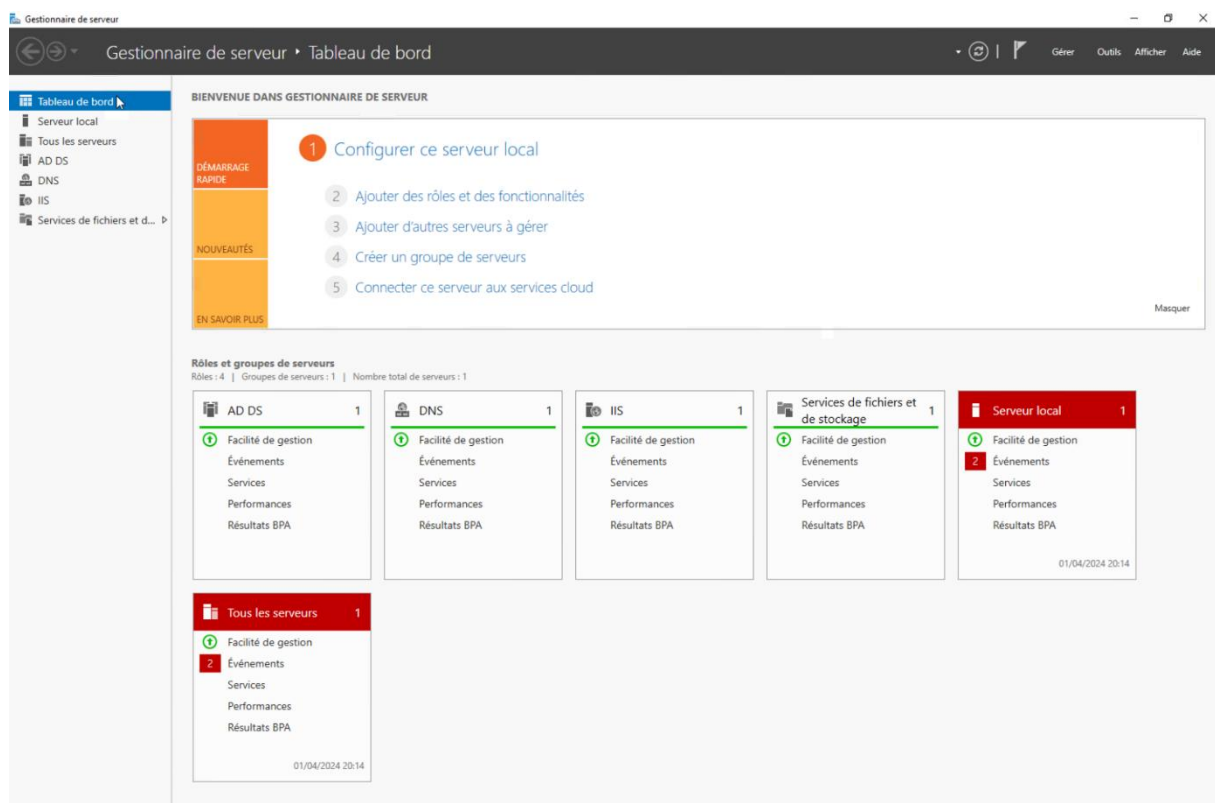 Gestionnaire de serveur
Gestionnaire de serveur • Tableau de bord
Gérer Outils Afficher Aide
Tableau de bord
Serveur local
Tous les serveurs
AD DS
DNS
IIS
Services de fichiers et d...
BIENVENUE DANS GESTIONNAIRE DE SERVEUR
DÉMARRAGE
RAPIDE
NOUVEAUTÉS
EN SAVOIR PLUS
1 Configurer ce serveur local
2 Ajouter des rôles et des fonctionnalités
3 Ajouter d'autres serveurs à gérer
4 Créer un groupe de serveurs
5 Connecter ce serveur aux services cloud
Masquer
Rôles et groupes de serveurs
Rôles : 4 | Groupes de serveurs : 1 | Nombre total de serveurs : 1
AD DS 1
Facilité de gestion
Événements
Services
Performances
Résultats BPA
DNS 1
Facilité de gestion
Événements
Services
Performances
Résultats BPA
IIS 1
Facilité de gestion
Événements
Services
Performances
Résultats BPA
Services de fichiers et
de stockage 1
Facilité de gestion
Événements
Services
Performances
Résultats BPA
Serveur local 1
Facilité de gestion
2 Événements
Services
Performances
Résultats BPA
01/04/2024 20:14
Tous les serveurs 1
Facilité de gestion
2 Événements
Services
Performances
Résultats BPA
01/04/2024 20:14